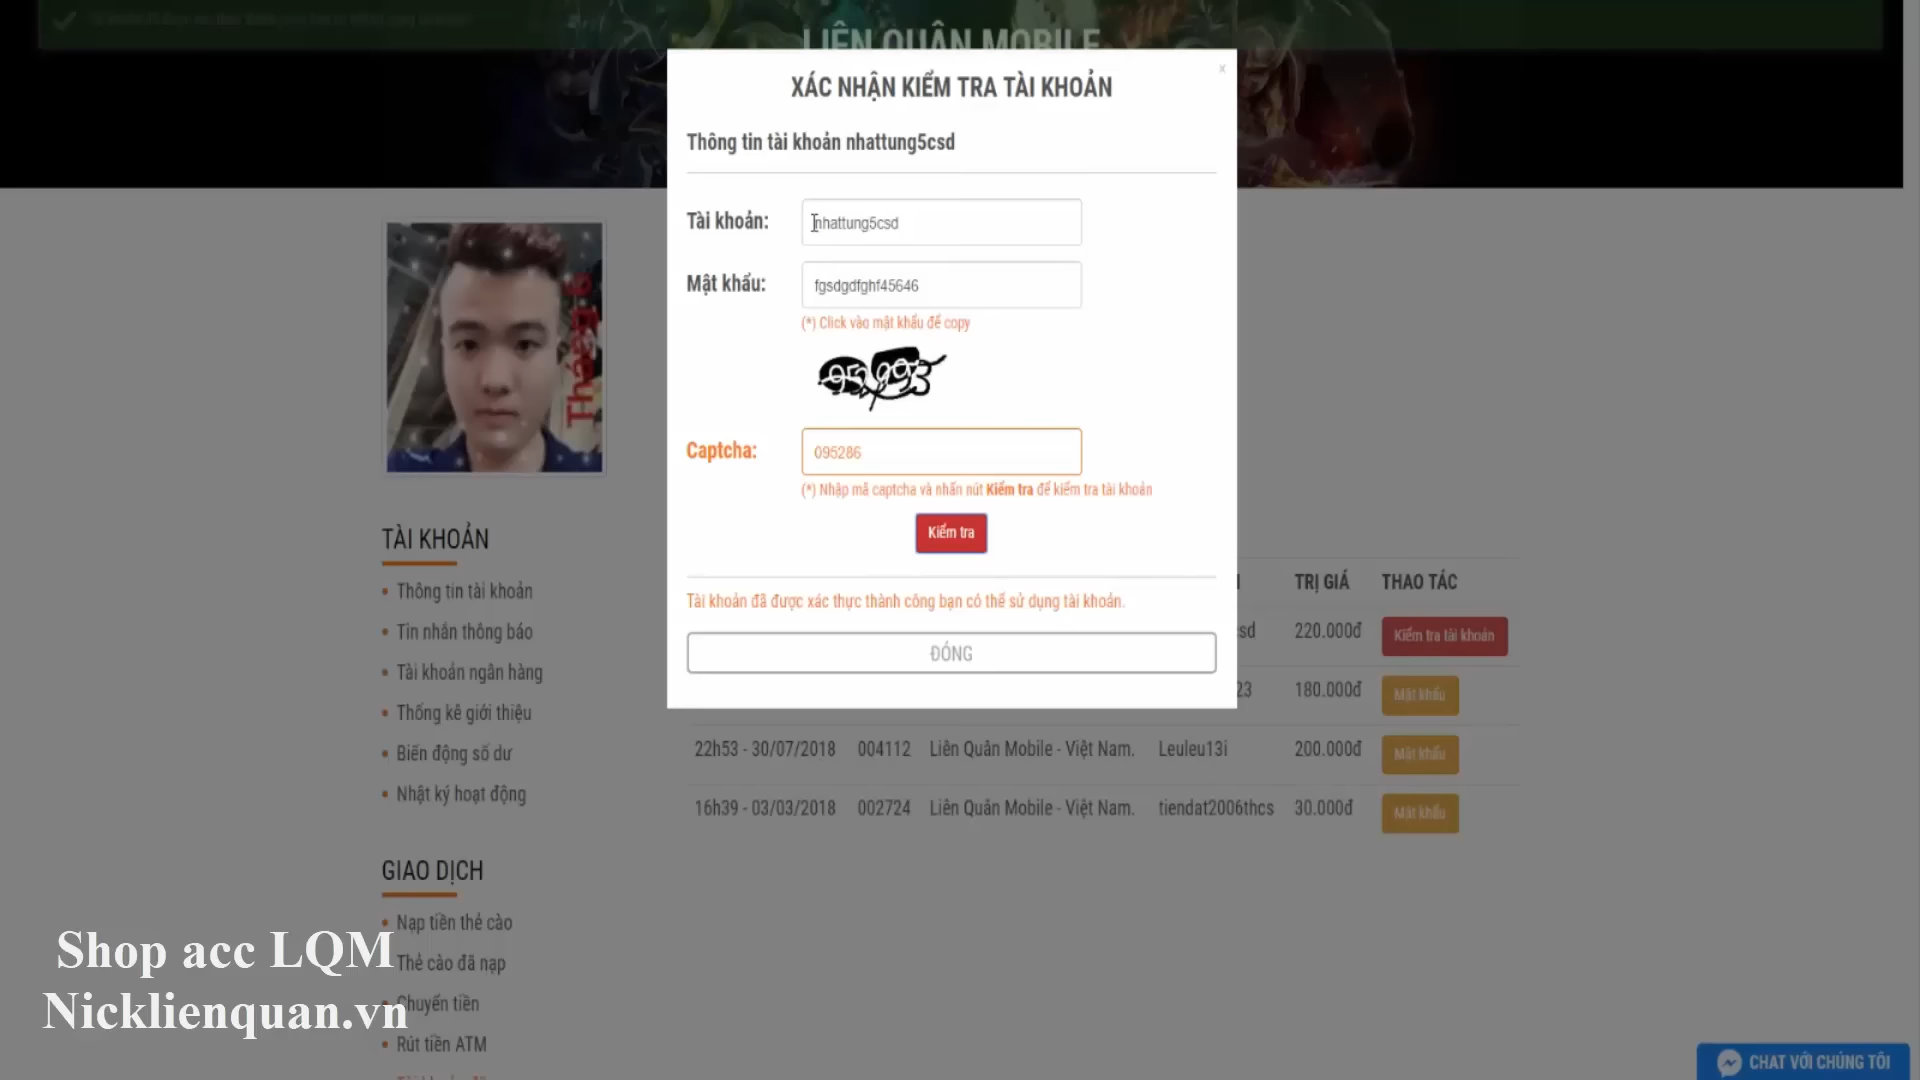 LIÊN QUÂN MOBILE
x
XÁC NHẬN KIỂM TRA TÀI KHOẢN
Thông tin tài khoản nhattung5csd
Tài khoản: nhattung5csd
Mật khẩu: fgsdgdfghf45646
(*) Click vào mật khẩu để copy
Captcha: 095286
(*) Nhập mã captcha và nhấn nút Kiểm tra để kiểm tra tài khoản
Kiểm tra
Tài khoản đã được xác thực thành công bạn có thể sử dụng tài khoản.
ĐÓNG
TÀI KHOẢN
• Thông tin tài khoản
• Tin nhắn thông báo
• Tài khoản ngân hàng
• Thống kê giới thiệu
• Biến động số dư
• Nhật ký hoạt động
TRỊ GIÁ THAO TÁC
csd 220.000đ Kiểm tra tài khoản
23 180.000đ Mật khẩu
22h53 - 30/07/2018 004112 Liên Quân Mobile - Việt Nam. Leuleu13i 200.000đ Mật khẩu
16h39 - 03/03/2018 002724 Liên Quân Mobile - Việt Nam. tiendat2006thcs 30.000đ Mật khẩu
GIAO DỊCH
• Nạp tiền thẻ cào
• Thẻ cào đã nạp
• Chuyển tiền
• Rút tiền ATM
Shop acc LQM
Nicklienquan.vn
CHAT VỚI CHÚNG TÔI